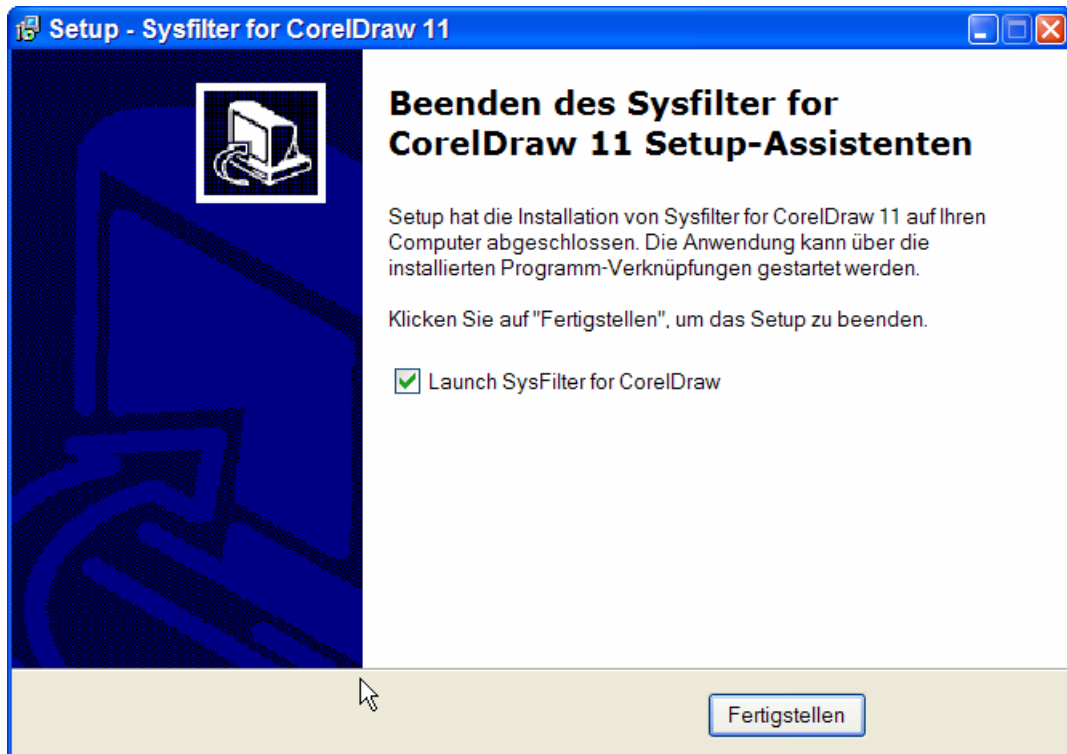 Setup - Sysfilter for CorelDraw 11
Beenden des Sysfilter for
CorelDraw 11 Setup-Assistenten
Setup hat die Installation von Sysfilter for CorelDraw 11 auf Ihren
Computer abgeschlossen. Die Anwendung kann über die
installierten Programm-Verknüpfungen gestartet werden.
Klicken Sie auf "Fertigstellen", um das Setup zu beenden.
Launch SysFilter for CorelDraw
Fertigstellen